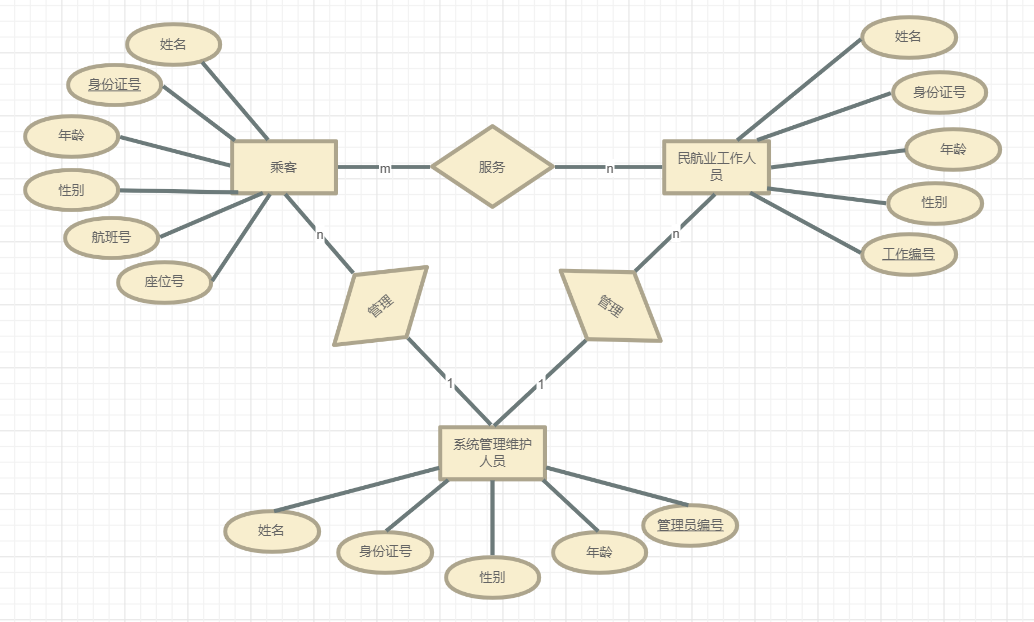 姓名
身份证号
年龄
性别
航班号
座位号
乘客
m
服务
n
民航业工作人
员
姓名
身份证号
年龄
性别
工作编号
n
管理
1
n
管理
1
系统管理维护
人员
姓名
身份证号
性别
年龄
管理员编号